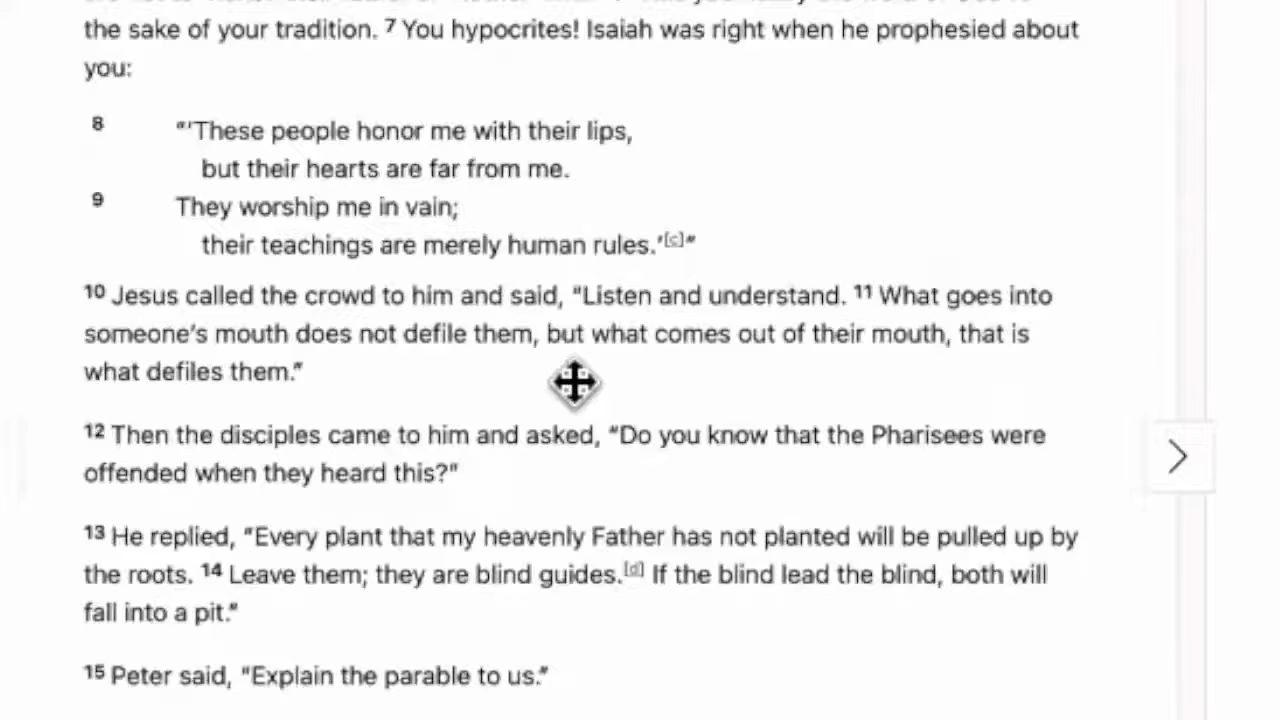 the sake of your tradition. 7 You hypocrites! Isaiah was right when he prophesied about
you:
8 “‘These people honor me with their lips,
but their hearts are far from me.
9 They worship me in vain;
their teachings are merely human rules.’[c]”
10 Jesus called the crowd to him and said, “Listen and understand. 11 What goes into
someone’s mouth does not defile them, but what comes out of their mouth, that is
what defiles them.”
12 Then the disciples came to him and asked, “Do you know that the Pharisees were
offended when they heard this?”
13 He replied, “Every plant that my heavenly Father has not planted will be pulled up by
the roots. 14 Leave them; they are blind guides.[d] If the blind lead the blind, both will
fall into a pit.”
15 Peter said, “Explain the parable to us.”